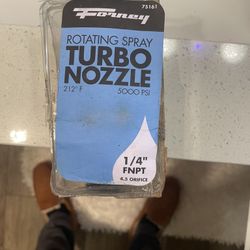 75161
Forney
ROTATING SPRAY
TURBO
NOZZLE
212° F 5000 PSI
1/4"
FNPT
4.5 ORIFICE